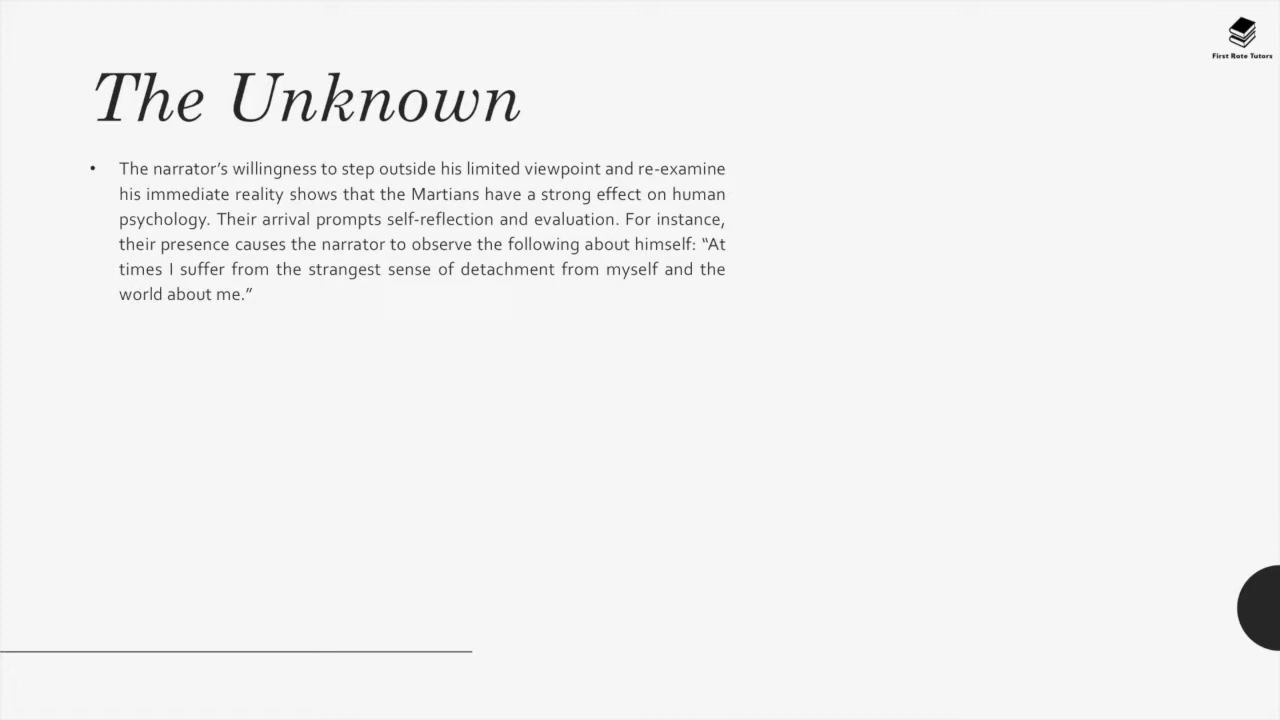 First Rate Tutors
The Unknown
• The narrator’s willingness to step outside his limited viewpoint and re-examine
his immediate reality shows that the Martians have a strong effect on human
psychology. Their arrival prompts self-reflection and evaluation. For instance,
their presence causes the narrator to observe the following about himself: “At
times I suffer from the strangest sense of detachment from myself and the
world about me.”